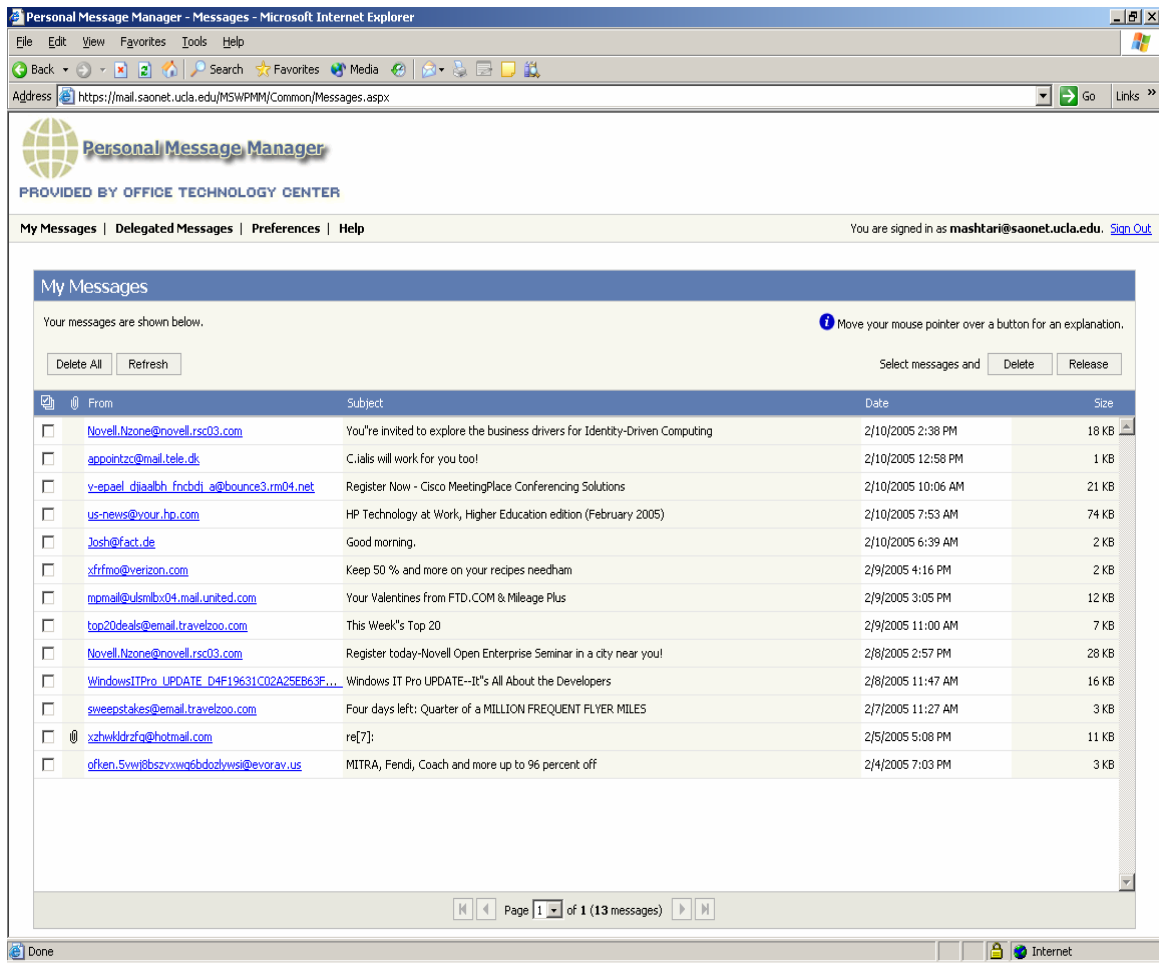 Personal Message Manager - Messages - Microsoft Internet Explorer
File Edit View Favorites Tools Help
Back Search Favorites Media
Address https://mail.saonet.ucla.edu/MSWPMM/Common/Messages.aspx Go Links »
Personal Message Manager
PROVIDED BY OFFICE TECHNOLOGY CENTER
My Messages | Delegated Messages | Preferences | Help You are signed in as mashtari@saonet.ucla.edu. Sign Out
My Messages
Your messages are shown below. Move your mouse pointer over a button for an explanation.
Delete All Refresh Select messages and Delete Release
From Subject Date Size
Novell.Nzone@novell.rsc03.com You"re invited to explore the business drivers for Identity-Driven Computing 2/10/2005 2:38 PM 18 KB
appointzc@mail.tele.dk C.ialis will work for you too! 2/10/2005 12:58 PM 1 KB
v-epael_djiaalbh_fncbdj_a@bounce3.rm04.net Register Now - Cisco MeetingPlace Conferencing Solutions 2/10/2005 10:06 AM 21 KB
us-news@your.hp.com HP Technology at Work, Higher Education edition (February 2005) 2/10/2005 7:53 AM 74 KB
Josh@fact.de Good morning. 2/10/2005 6:39 AM 2 KB
xfrfmo@verizon.com Keep 50 % and more on your recipes needham 2/9/2005 4:16 PM 2 KB
mpmail@ulsmlbx04.mail.united.com Your Valentines from FTD.COM & Mileage Plus 2/9/2005 3:05 PM 12 KB
top20deals@email.travelzoo.com This Week"s Top 20 2/9/2005 11:00 AM 7 KB
Novell.Nzone@novell.rsc03.com Register today-Novell Open Enterprise Seminar in a city near you! 2/8/2005 2:57 PM 28 KB
WindowsITPro_UPDATE_D4F19631C02A25EB63F... Windows IT Pro UPDATE--It"s All About the Developers 2/8/2005 11:47 AM 16 KB
sweepstakes@email.travelzoo.com Four days left: Quarter of a MILLION FREQUENT FLYER MILES 2/7/2005 11:27 AM 3 KB
xzhwkldrzfq@hotmail.com re[7]: 2/5/2005 5:08 PM 11 KB
ofken.5vwj8bszvxwq6bdozlywsi@evorav.us MITRA, Fendi, Coach and more up to 96 percent off 2/4/2005 7:03 PM 3 KB
Page 1 of 1 (13 messages)
Done Internet